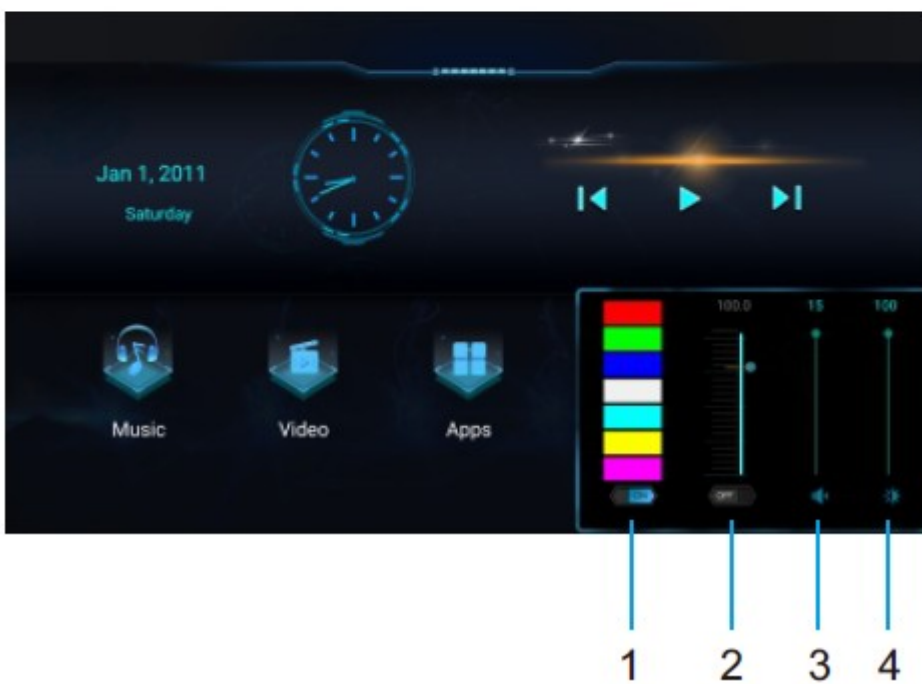 Jan 1, 2011
Saturday
Music
Video
Apps
100.0
15
100
ON
OFF
1
2
3
4